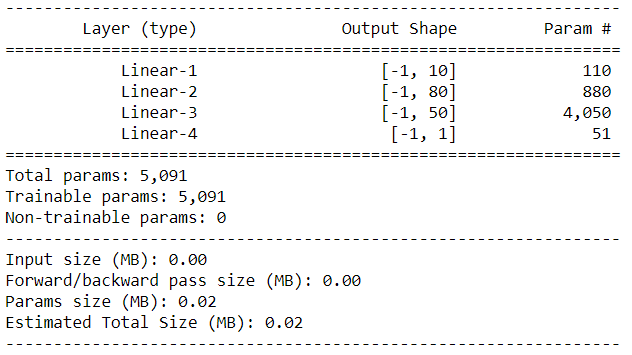 ----------------------------------------------------------------
Layer (type) Output Shape Param #
================================================================
Linear-1 [-1, 10] 110
Linear-2 [-1, 80] 880
Linear-3 [-1, 50] 4,050
Linear-4 [-1, 1] 51
================================================================
Total params: 5,091
Trainable params: 5,091
Non-trainable params: 0
----------------------------------------------------------------
Input size (MB): 0.00
Forward/backward pass size (MB): 0.00
Params size (MB): 0.02
Estimated Total Size (MB): 0.02
----------------------------------------------------------------